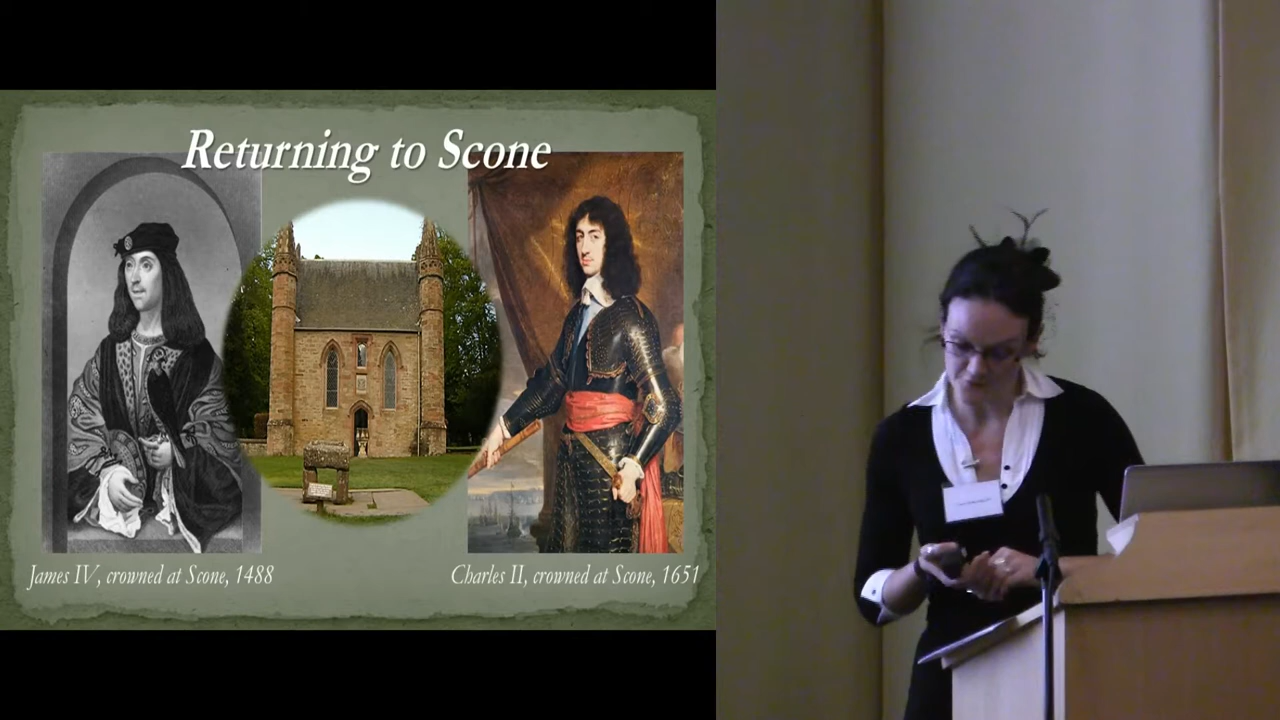 Returning to Scone
James IV, crowned at Scone, 1488
Charles II, crowned at Scone, 1651